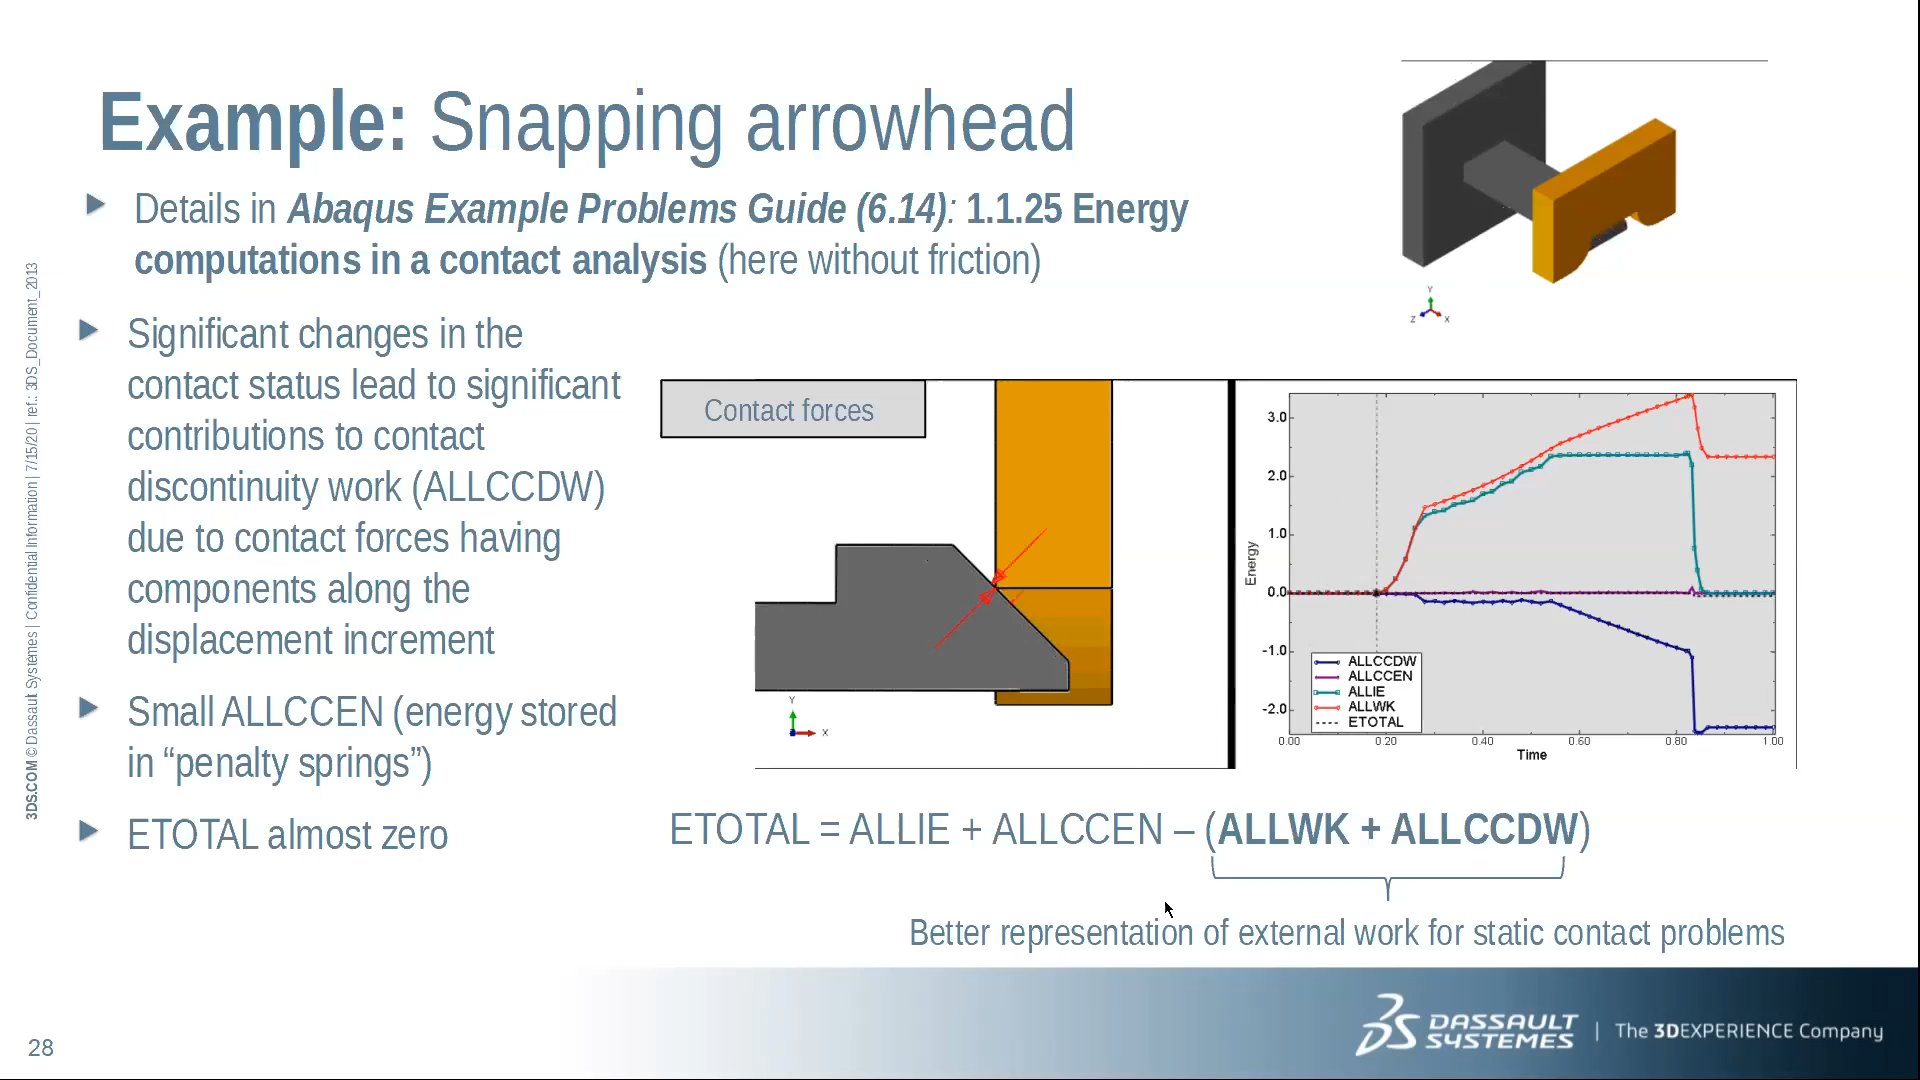 Example: Snapping arrowhead
Details in Abaqus Example Problems Guide (6.14): 1.1.25 Energy
computations in a contact analysis (here without friction)
Significant changes in the
contact status lead to significant
contributions to contact
discontinuity work (ALLCCDW)
due to contact forces having
components along the
displacement increment
Small ALLCCEN (energy stored
in “penalty springs”)
ETOTAL almost zero
Y
Z X
Contact forces
Y
X
Energy
3.0
2.0
1.0
0.0
-1.0
-2.0
ALLCCDW
ALLCCEN
ALLIE
ALLWK
ETOTAL
0.00 0.20 0.40 0.60 0.80 1.00
Time
ETOTAL = ALLIE + ALLCCEN – (ALLWK + ALLCCDW)
Better representation of external work for static contact problems
3DS.COM © Dassault Systèmes | Confidential Information | 7/15/20 | ref.: 3DS_Document_2013
28
DASSAULT
SYSTEMES | The 3DEXPERIENCE Company